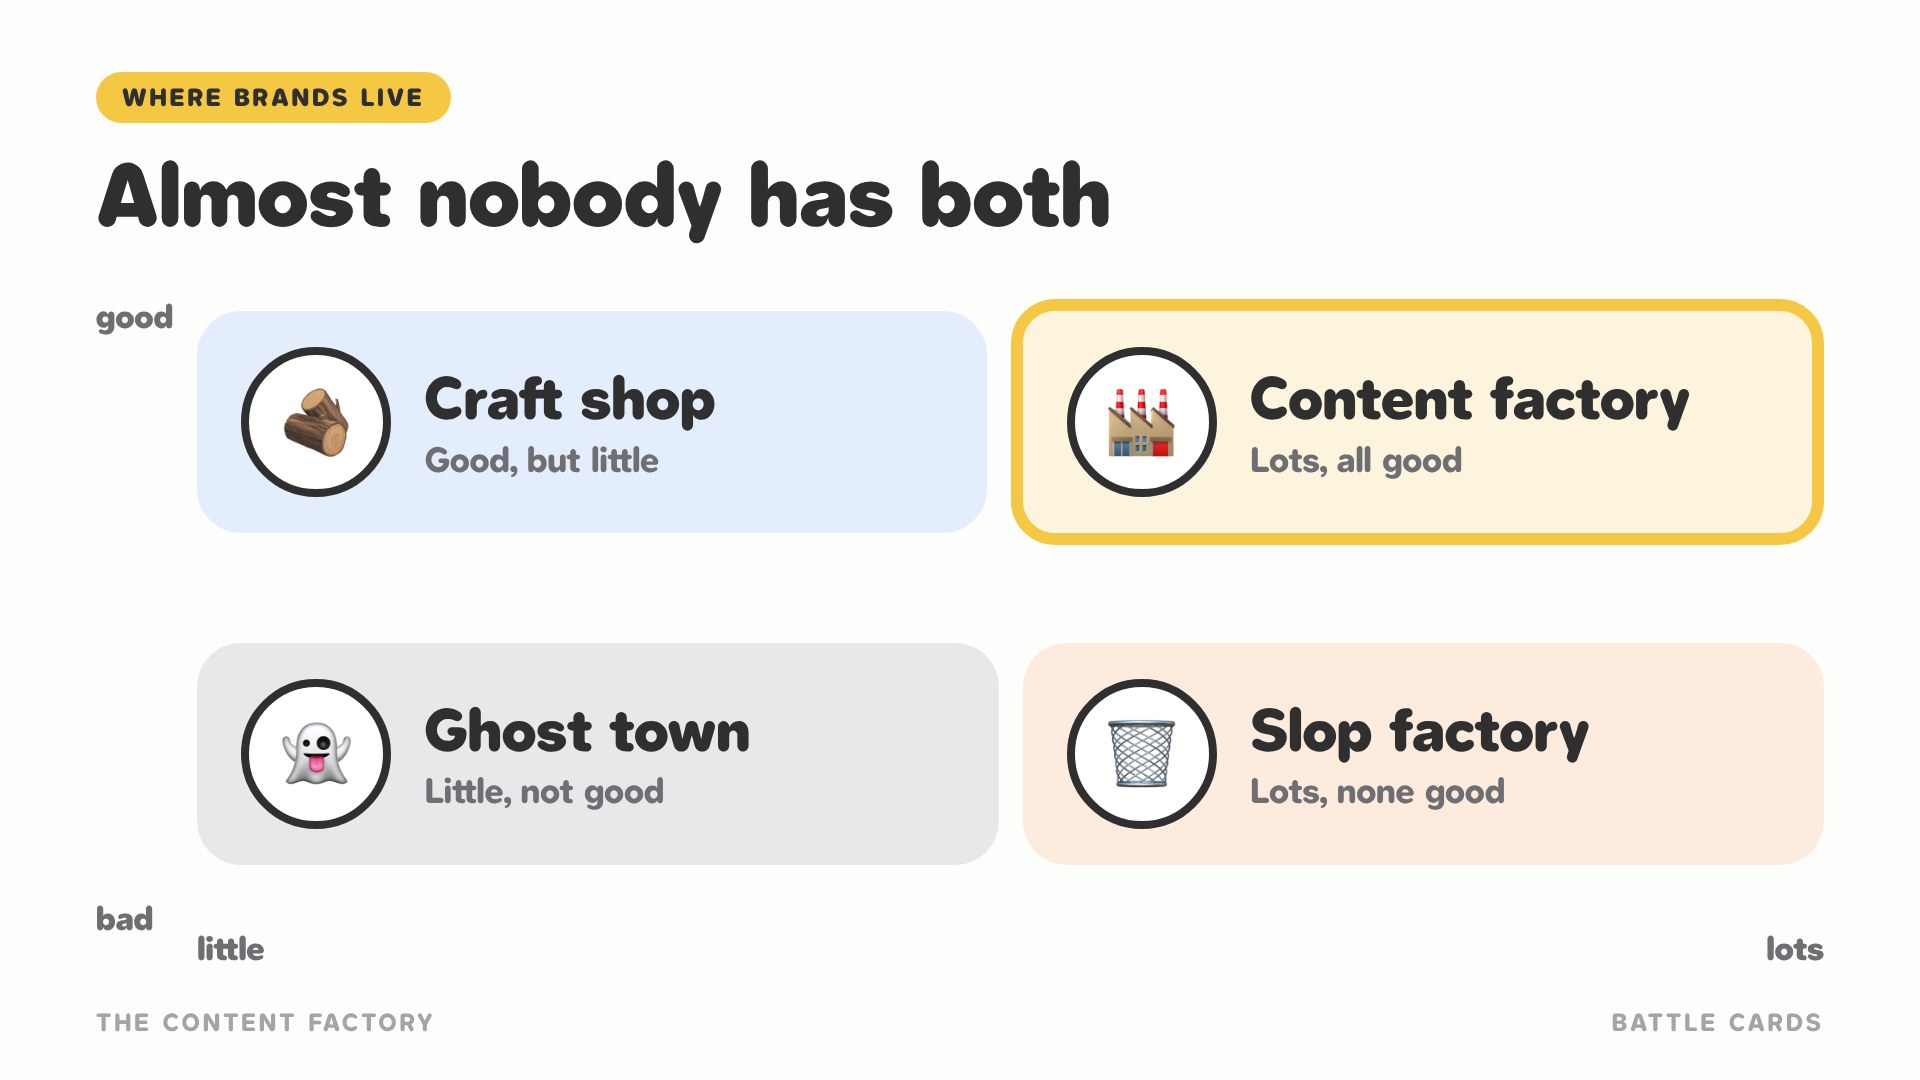 WHERE BRANDS LIVE
Almost nobody has both
good
Craft shop
Good, but little
Content factory
Lots, all good
Ghost town
Little, not good
Slop factory
Lots, none good
bad
little
lots
THE CONTENT FACTORY
BATTLE CARDS